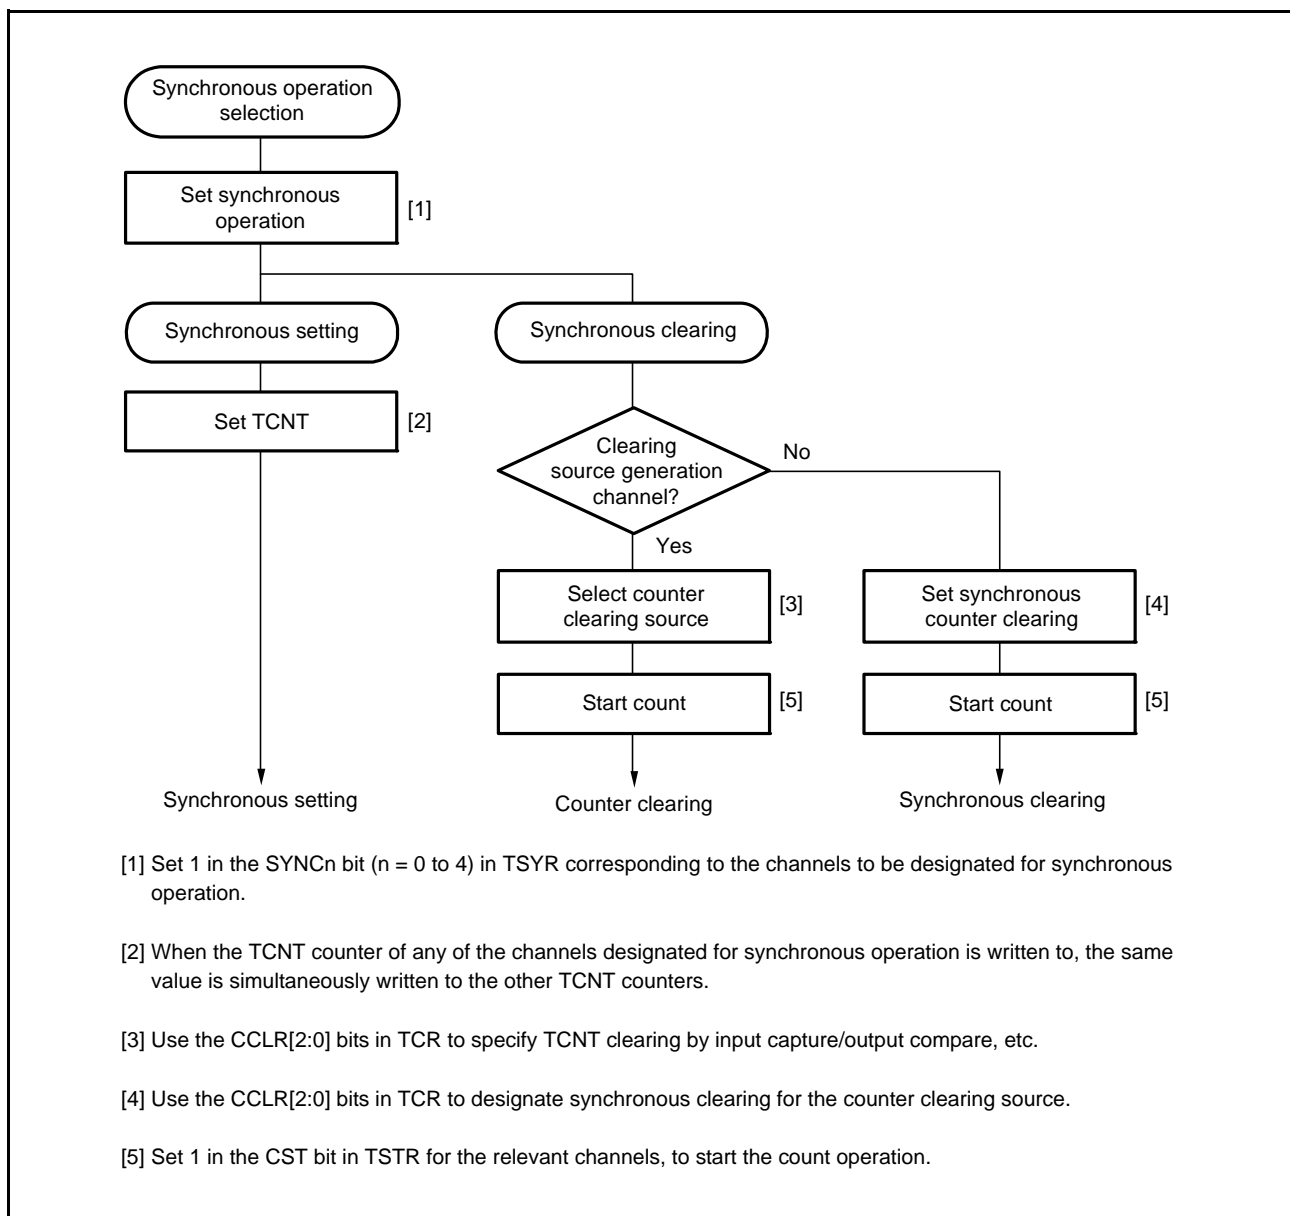 Synchronous operation
selection
Set synchronous
operation
[1]
Synchronous setting
Synchronous clearing
Set TCNT
[2]
Clearing
source generation
channel?
No
Yes
Select counter
clearing source
[3]
Set synchronous
counter clearing
[4]
Start count
[5]
Start count
[5]
Synchronous setting
Counter clearing
Synchronous clearing
[1] Set 1 in the SYNCn bit (n = 0 to 4) in TSYR corresponding to the channels to be designated for synchronous
operation.
[2] When the TCNT counter of any of the channels designated for synchronous operation is written to, the same
value is simultaneously written to the other TCNT counters.
[3] Use the CCLR[2:0] bits in TCR to specify TCNT clearing by input capture/output compare, etc.
[4] Use the CCLR[2:0] bits in TCR to designate synchronous clearing for the counter clearing source.
[5] Set 1 in the CST bit in TSTR for the relevant channels, to start the count operation.